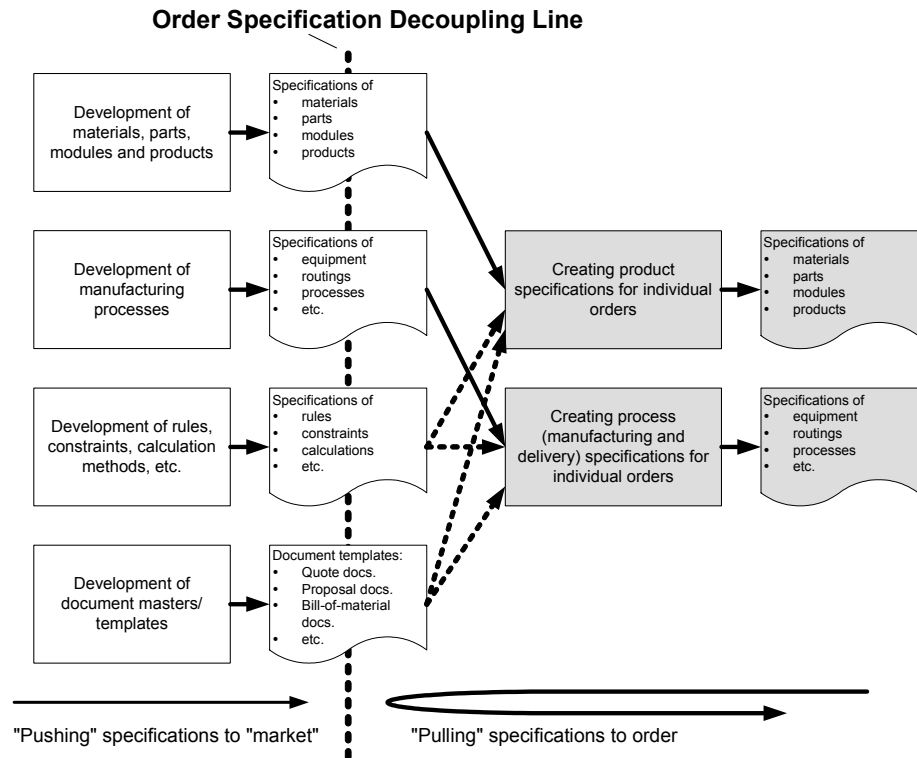 Order Specification Decoupling Line
Development of
materials, parts,
modules and products
Specifications of
• materials
• parts
• modules
• products
Development of
manufacturing
processes
Specifications of
• equipment
• routings
• processes
• etc.
Creating product
specifications for individual
orders
Specifications of
• materials
• parts
• modules
• products
Development of rules,
constraints, calculation
methods, etc.
Specifications of
• rules
• constraints
• calculations
• etc.
Creating process
(manufacturing and
delivery) specifications for
individual orders
Specifications of
• equipment
• routings
• processes
• etc.
Development of
document masters/
templates
Document templates:
• Quote docs.
• Proposal docs.
• Bill-of-material
docs.
• etc.
"Pushing" specifications to "market"
"Pulling" specifications to order